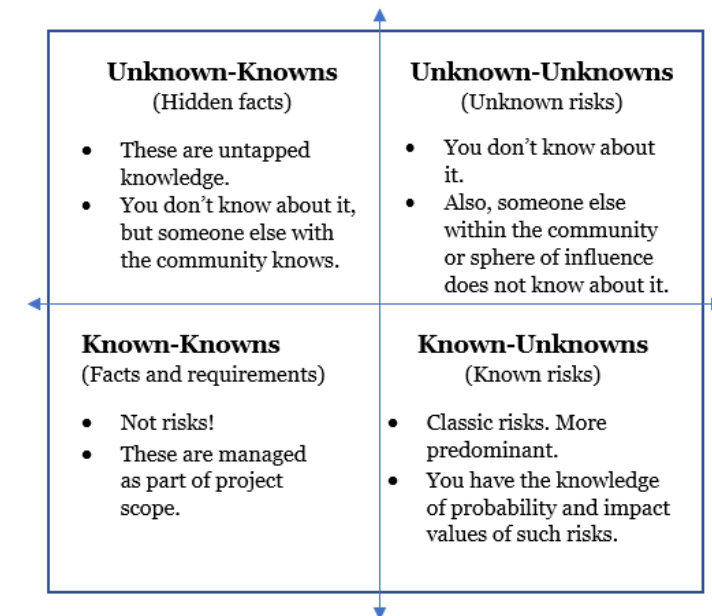 Unknown-Knowns
(Hidden facts)
• These are untapped
knowledge.
• You don’t know about it,
but someone else with
the community knows.
Unknown-Unknowns
(Unknown risks)
• You don’t know about
it.
• Also, someone else
within the community
or sphere of influence
does not know about it.
Known-Knowns
(Facts and requirements)
• Not risks!
• These are managed
as part of project
scope.
Known-Unknowns
(Known risks)
• Classic risks. More
predominant.
• You have the knowledge
of probability and impact
values of such risks.